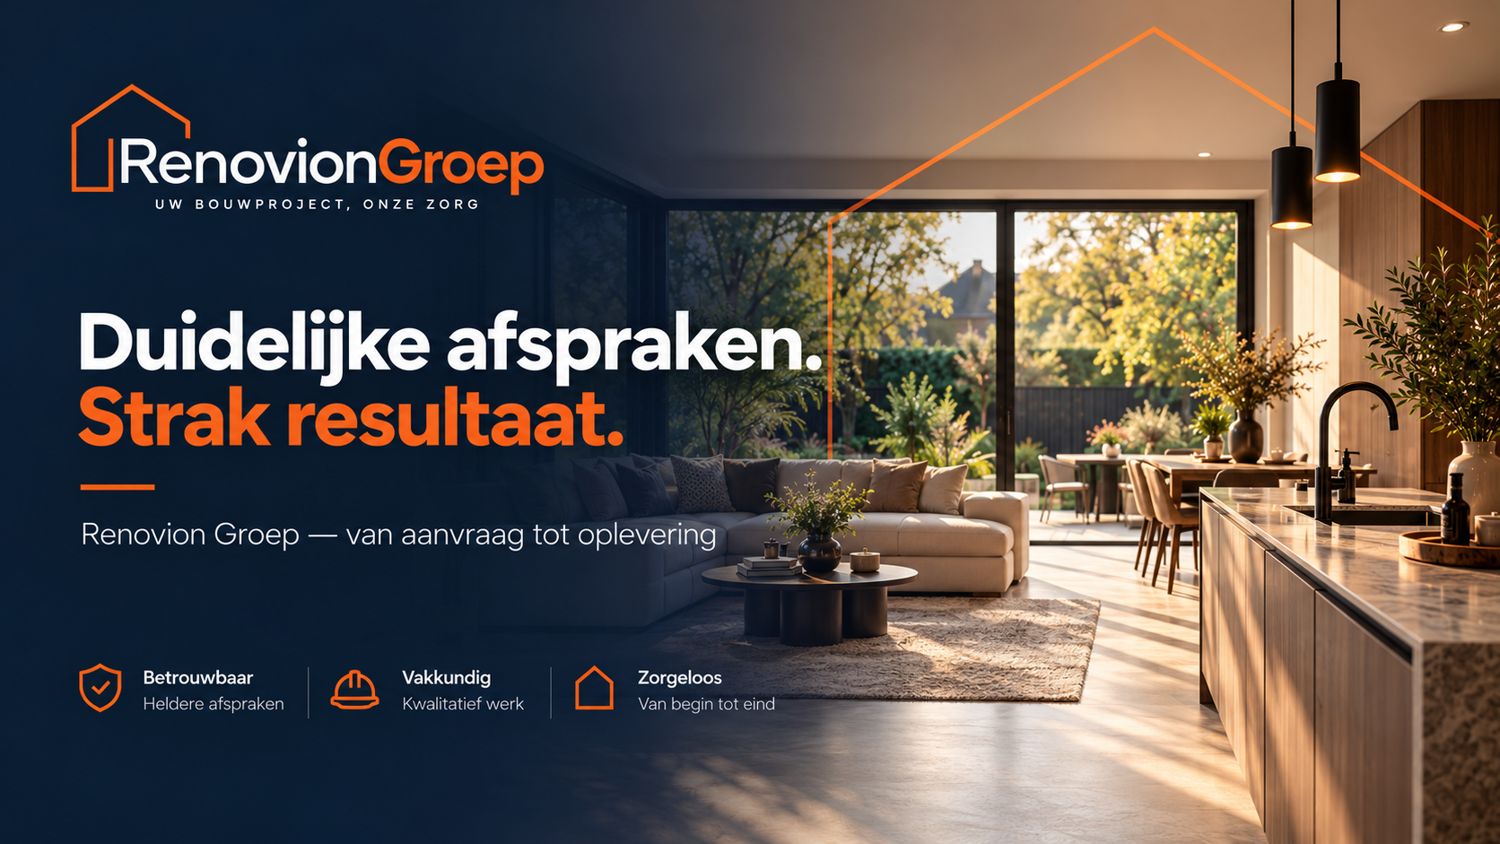 RenovionGroep
UW BOUWPROJECT, ONZE ZORG
Duidelijke afspraken.
Strak resultaat.
Renovion Groep — van aanvraag tot oplevering
Betrouwbaar
Heldere afspraken
Vakkundig
Kwalitatief werk
Zorgeloos
Van begin tot eind